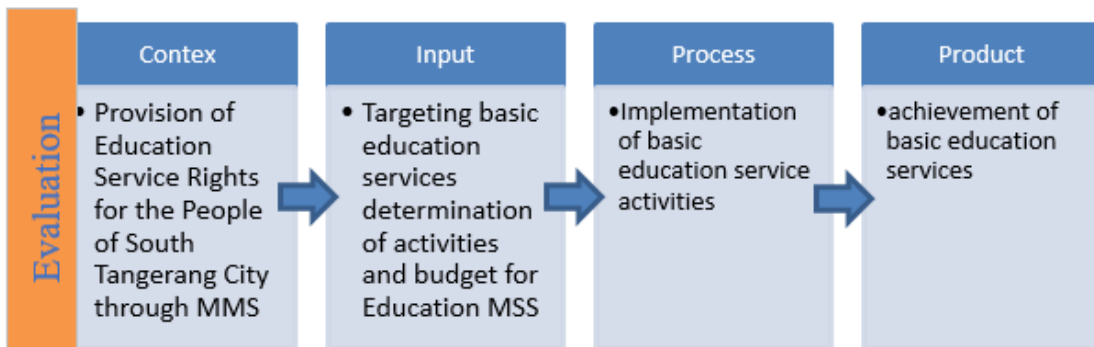 Evaluation
Contex
• Provision of
Education
Service Rights
for the People
of South
Tangerang City
through MMS
Input
• Targeting basic
education
services
determination
of activities
and budget for
Education MSS
Process
•Implementation
of basic
education service
activities
Product
•achievement of
basic education
services